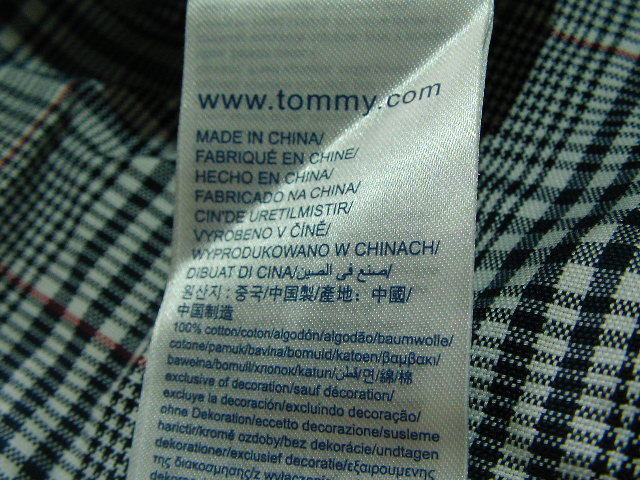 www.tommy.com
MADE IN CHINA/
FABRIQUÉ EN CHINE/
HECHO EN CHINA/
FABRICADO NA CHINA/
CIN'DE URETILMISTIR/
VYROBENO V ČÍNĚ/
WYPRODUKOWANO W CHINACH/
DIBUAT DI CINA/صنع في الصين/
원산지 : 중국/中国製/產地：中國/
中国制造
100% cotton/coton/algodón/algodão/baumwolle/
cotone/pamuk/bavlna/bomuld/katoen/βαμβακι/
bawełna/bomull/хлопок/katun/قطن/면/綿/棉
exclusive of decoration/sauf décoration/
excluye la decoración/excluindo decoração/
ohne Dekoration/eccetto decorazione/susleme
harictir/kromě ozdoby/bez dekorácie/undtagen
dekorationer/exclusief decoratie/εξαιρουμενης
της διακοσμησης/z wyłączeniem